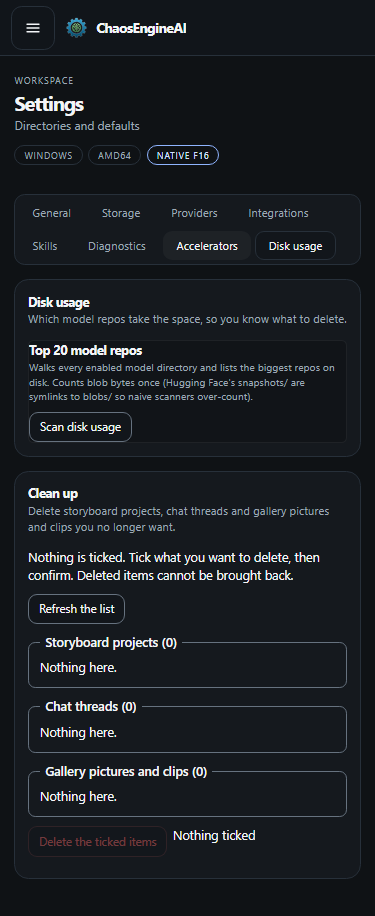 ChaosEngineAI
WORKSPACE
Settings
Directories and defaults
WINDOWS AMD64 NATIVE F16
General Storage Providers Integrations
Skills Diagnostics Accelerators Disk usage
Disk usage
Which model repos take the space, so you know what to delete.
Top 20 model repos
Walks every enabled model directory and lists the biggest repos on
disk. Counts blob bytes once (Hugging Face's snapshots/ are
symlinks to blobs/ so naive scanners over-count).
Scan disk usage
Clean up
Delete storyboard projects, chat threads and gallery pictures
and clips you no longer want.
Nothing is ticked. Tick what you want to delete, then
confirm. Deleted items cannot be brought back.
Refresh the list
Storyboard projects (0)
Nothing here.
Chat threads (0)
Nothing here.
Gallery pictures and clips (0)
Nothing here.
Delete the ticked items Nothing ticked